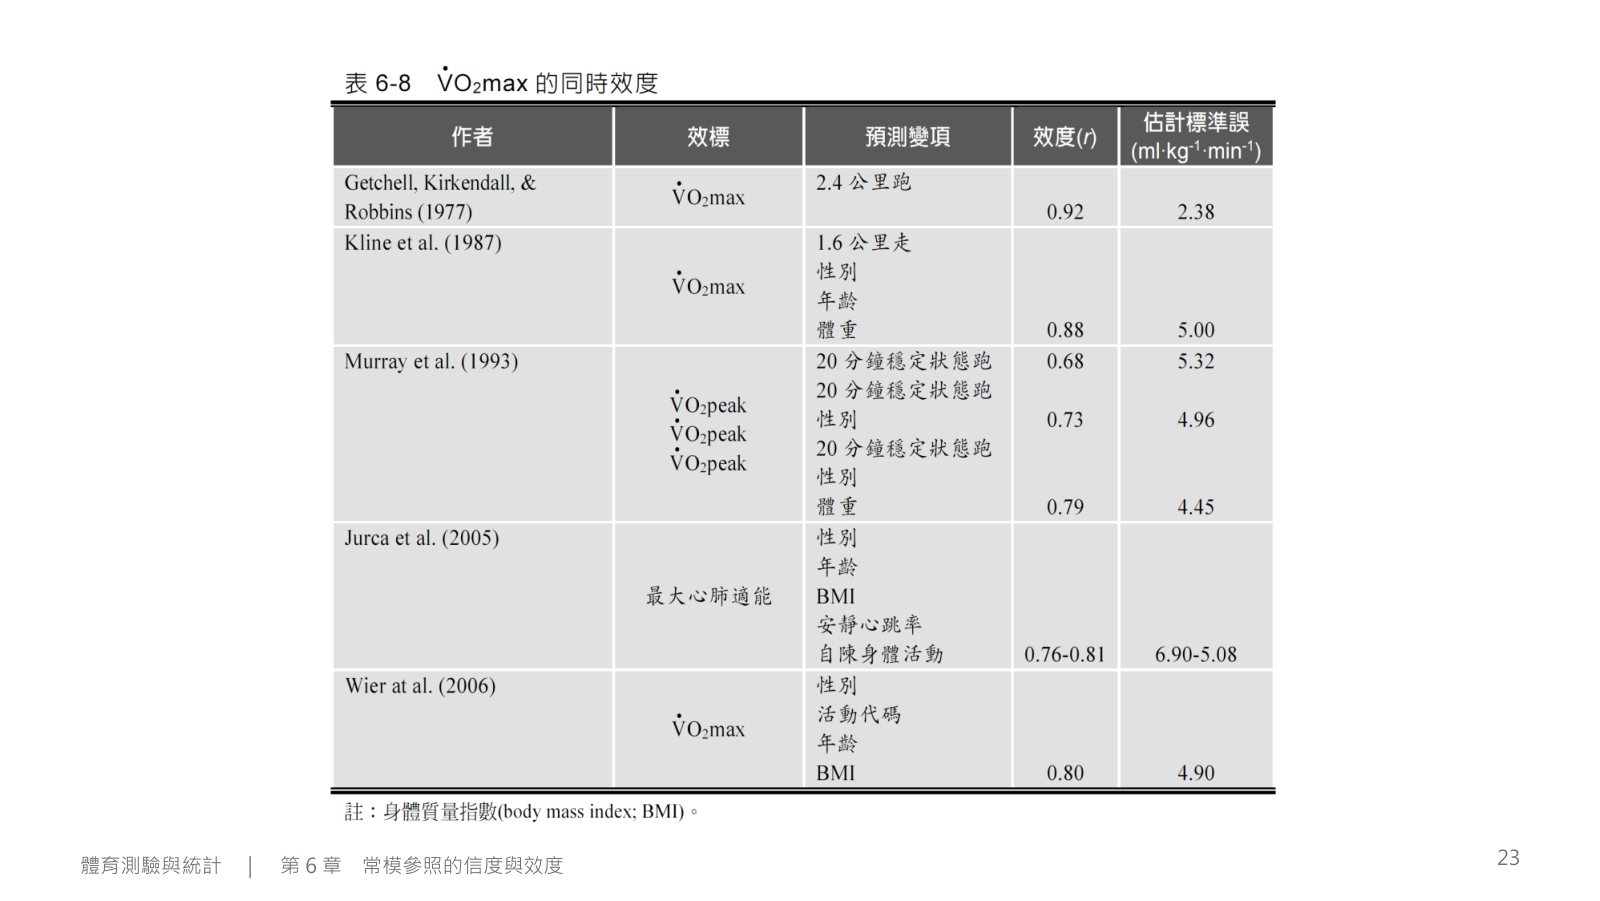 表 6-8　V̇O₂max 的同時效度
作者 效標 預測變項 效度(r) 估計標準誤
(ml·kg⁻¹·min⁻¹)
Getchell, Kirkendall, & V̇O₂max 2.4 公里跑
Robbins (1977) 0.92 2.38
Kline et al. (1987) V̇O₂max 1.6 公里走
性別
年齡
體重 0.88 5.00
Murray et al. (1993) 20 分鐘穩定狀態跑 0.68 5.32
V̇O₂peak 20 分鐘穩定狀態跑
性別 0.73 4.96
V̇O₂peak 20 分鐘穩定狀態跑
V̇O₂peak 性別
體重 0.79 4.45
Jurca et al. (2005) 性別
年齡
最大心肺適能 BMI
安靜心跳率
自陳身體活動 0.76-0.81 6.90-5.08
Wier at al. (2006) 性別
V̇O₂max 活動代碼
年齡
BMI 0.80 4.90
註：身體質量指數(body mass index; BMI)。
體育測驗與統計　|　第 6 章　常模參照的信度與效度
23